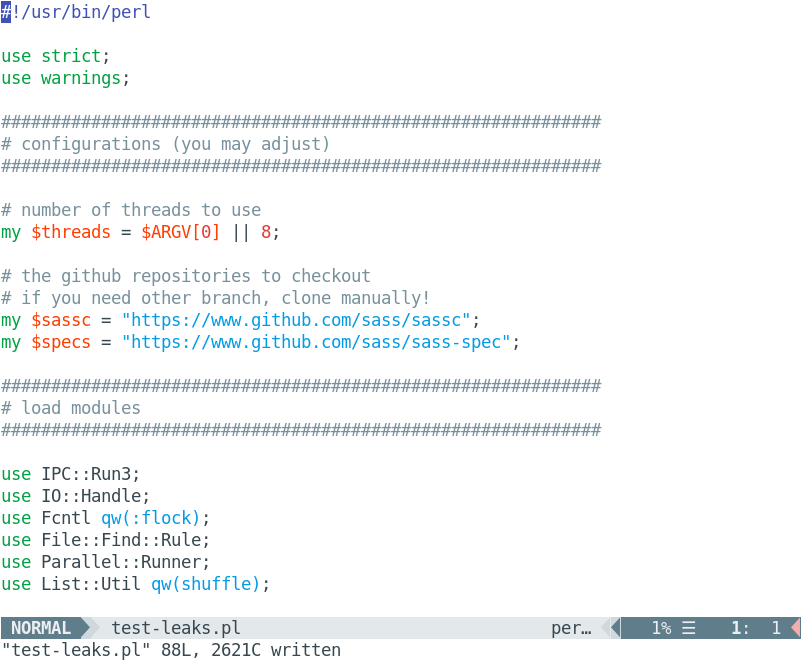 #!/usr/bin/perl

use strict;
use warnings;

############################################################
# configurations (you may adjust)
############################################################

# number of threads to use
my $threads = $ARGV[0] || 8;

# the github repositories to checkout
# if you need other branch, clone manually!
my $sassc = "https://www.github.com/sass/sassc";
my $specs = "https://www.github.com/sass/sass-spec";

############################################################
# load modules
############################################################

use IPC::Run3;
use IO::Handle;
use Fcntl qw(:flock);
use File::Find::Rule;
use Parallel::Runner;
use List::Util qw(shuffle);

NORMAL test-leaks.pl per… 1% ☰ 1: 1
"test-leaks.pl" 88L, 2621C written